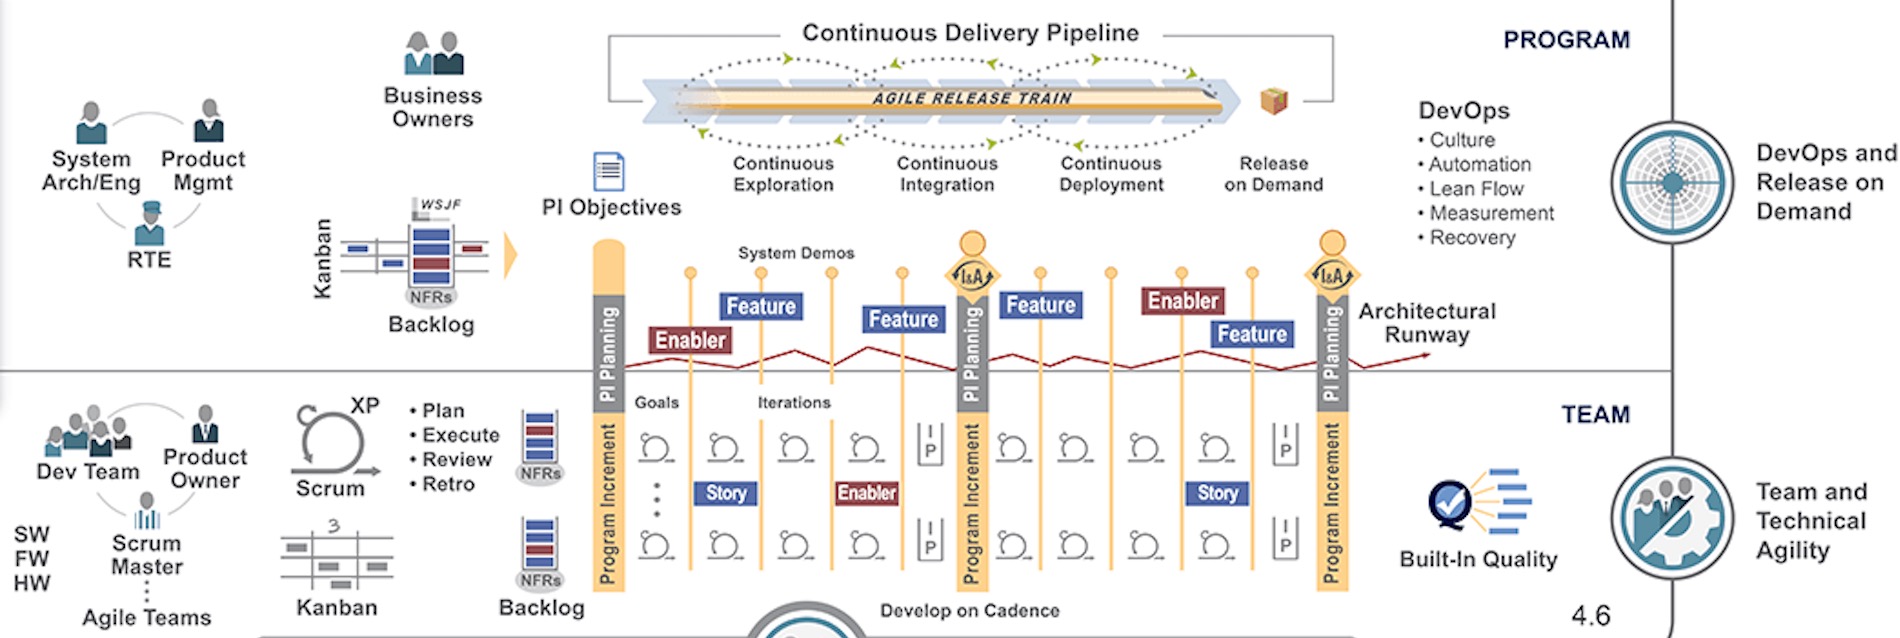 Continuous Delivery Pipeline
PROGRAM
Business
Owners
AGILE RELEASE TRAIN
DevOps
• Culture
• Automation
• Lean Flow
• Measurement
• Recovery
System
Arch/Eng
Product
Mgmt
RTE
Continuous
Exploration
Continuous
Integration
Continuous
Deployment
Release
on Demand
DevOps and
Release on
Demand
PI Objectives
WSJF
Kanban
NFRs
Backlog
System Demos
I&A
I&A
Feature
Feature
Enabler
Feature
Enabler
Feature
Architectural
Runway
PI Planning
PI Planning
PI Planning
TEAM
Goals
Iterations
Dev Team
Product
Owner
Scrum
Master
Agile Teams
SW
FW
HW
XP
Scrum
• Plan
• Execute
• Review
• Retro
3
Kanban
NFRs
NFRs
Backlog
Program Increment
Program Increment
Program Increment
I
P
I
P
Story
Enabler
Story
I
P
I
P
Develop on Cadence
Built-In Quality
Team and
Technical
Agility
4.6